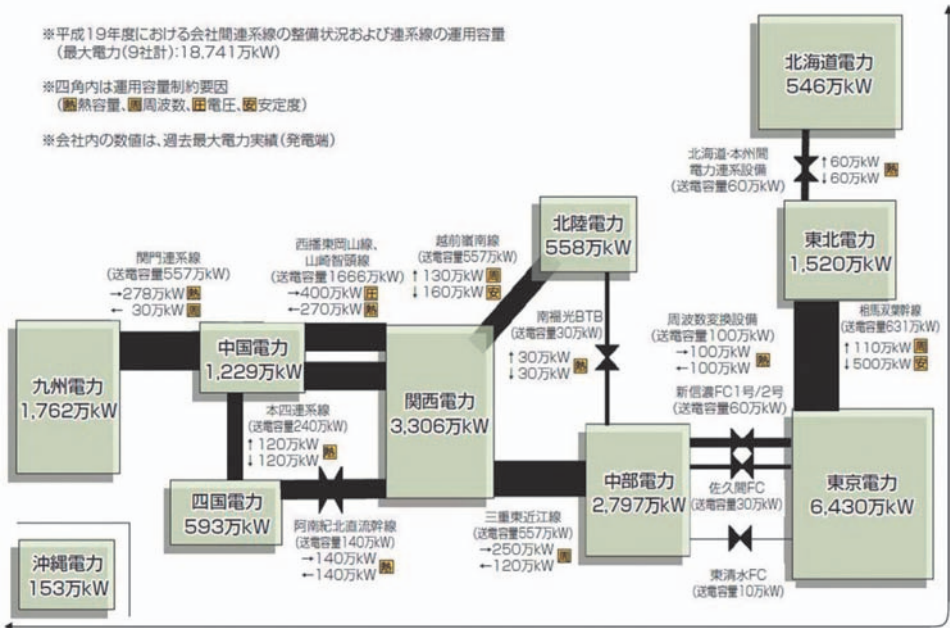 ※平成19年度における会社間連系線の整備状況および連系線の運用容量
(最大電力(9社計):18,741万kW)
※四角内は運用容量制約要因
(熱熱容量、周周波数、圧電圧、安安定度)
※会社内の数値は、過去最大電力実績(発電端)
北海道電力
546万kW
北海道・本州間
電力連系設備
(送電容量60万kW)
↑60万kW
↓60万kW
熱
東北電力
1,520万kW
北陸電力
558万kW
関門連系線
(送電容量557万kW)
→278万kW 熱
← 30万kW 周
西播東岡山線、
山崎智頭線
(送電容量1666万kW)
→400万kW 圧
←270万kW 熱
越前嶺南線
(送電容量557万kW)
↑130万kW 周
↓160万kW 安
南福光BTB
(送電容量30万kW)
↑30万kW
↓30万kW
熱
周波数変換設備
(送電容量100万kW)
→100万kW
←100万kW
熱
相馬双葉幹線
(送電容量631万kW)
↑110万kW 周
↓500万kW 安
九州電力
1,762万kW
中国電力
1,229万kW
関西電力
3,306万kW
新信濃FC1号/2号
(送電容量60万kW)
本四連系線
(送電容量240万kW)
↑120万kW
↓120万kW
熱
中部電力
2,797万kW
佐久間FC
(送電容量30万kW)
東京電力
6,430万kW
四国電力
593万kW
阿南紀北直流幹線
(送電容量140万kW)
→140万kW
←140万kW
熱
三重東近江線
(送電容量557万kW)
→250万kW
←120万kW
周
東清水FC
(送電容量10万kW)
沖縄電力
153万kW